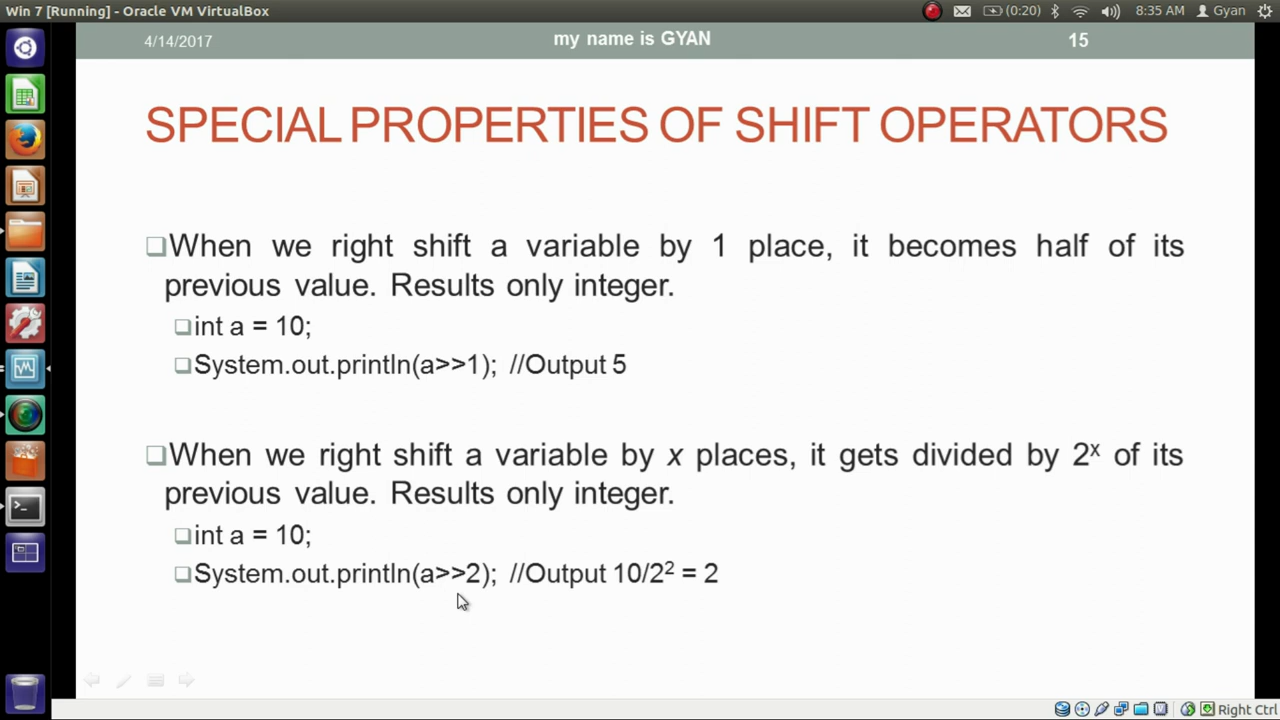 Win 7 [Running] - Oracle VM VirtualBox (0:20) 8:35 AM Gyan
4/14/2017 my name is GYAN 15
SPECIAL PROPERTIES OF SHIFT OPERATORS
When we right shift a variable by 1 place, it becomes half of its
previous value. Results only integer.
int a = 10;
System.out.println(a>>1); //Output 5
When we right shift a variable by x places, it gets divided by 2ˣ of its
previous value. Results only integer.
int a = 10;
System.out.println(a>>2); //Output 10/2² = 2
Right Ctrl